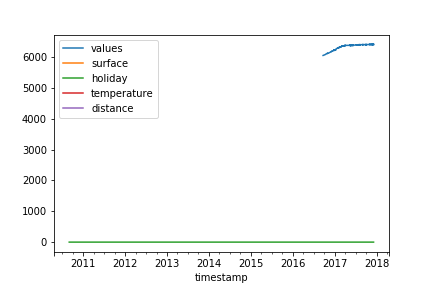 values
surface
holiday
temperature
distance
6000
5000
4000
3000
2000
1000
0
2011 2012 2013 2014 2015 2016 2017 2018
timestamp